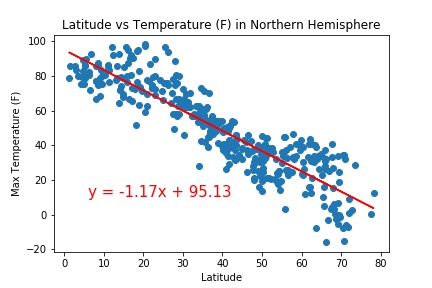 Latitude vs Temperature (F) in Northern Hemisphere
Max Temperature (F)
100
80
60
40
20
0
−20
y = -1.17x + 95.13
0 10 20 30 40 50 60 70 80
Latitude